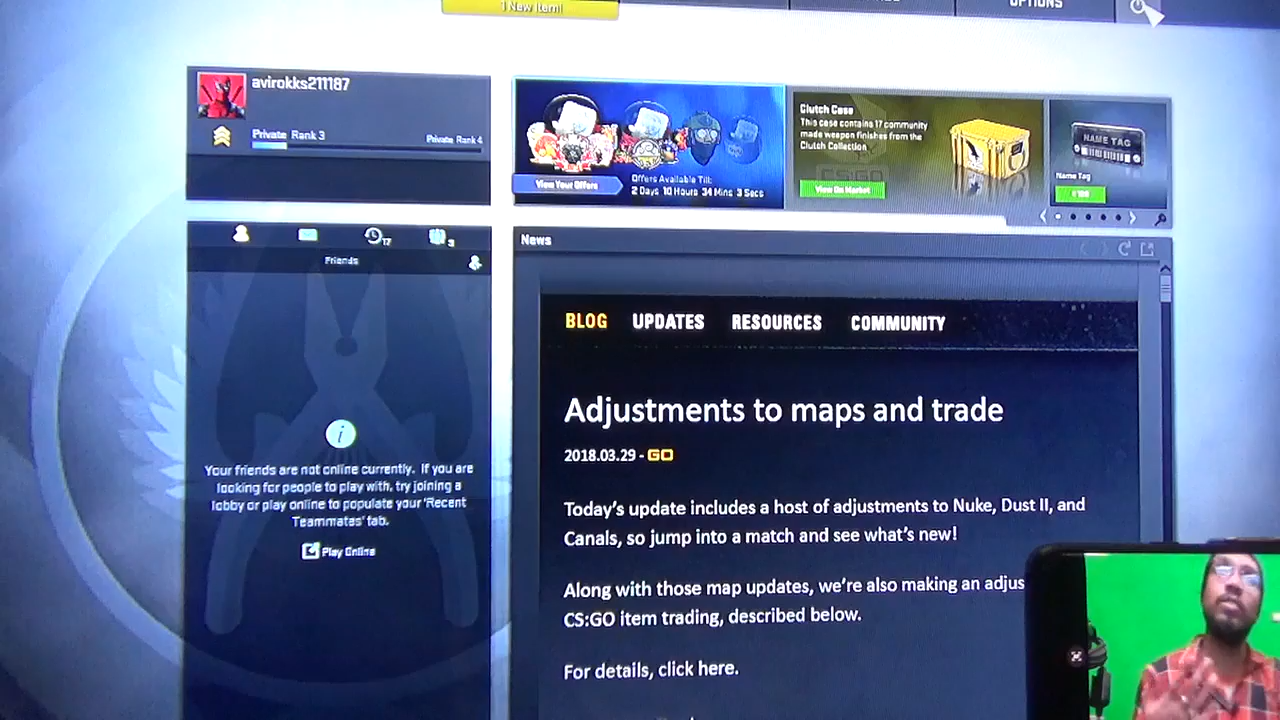 1 New Item!
OPTIONS
avirokks211187
Private Rank 3
Private Rank 4
View Your Offers
Offers Available Till:
2 Days 10 Hours 34 Mins 3 Secs
Clutch Case
This case contains 17 community
made weapon finishes from the
Clutch Collection
CS:GO
View On Market
NAME TAG
Name Tag
17
3
Friends
News
BLOG UPDATES RESOURCES COMMUNITY
Adjustments to maps and trade
2018.03.29 - GO
Today's update includes a host of adjustments to Nuke, Dust II, and
Canals, so jump into a match and see what's new!
Along with those map updates, we're also making an adjus
CS:GO item trading, described below.
For details, click here.
Your friends are not online currently. If you are
looking for people to play with, try joining a
lobby or play online to populate your 'Recent
Teammates' tab.
Play Online